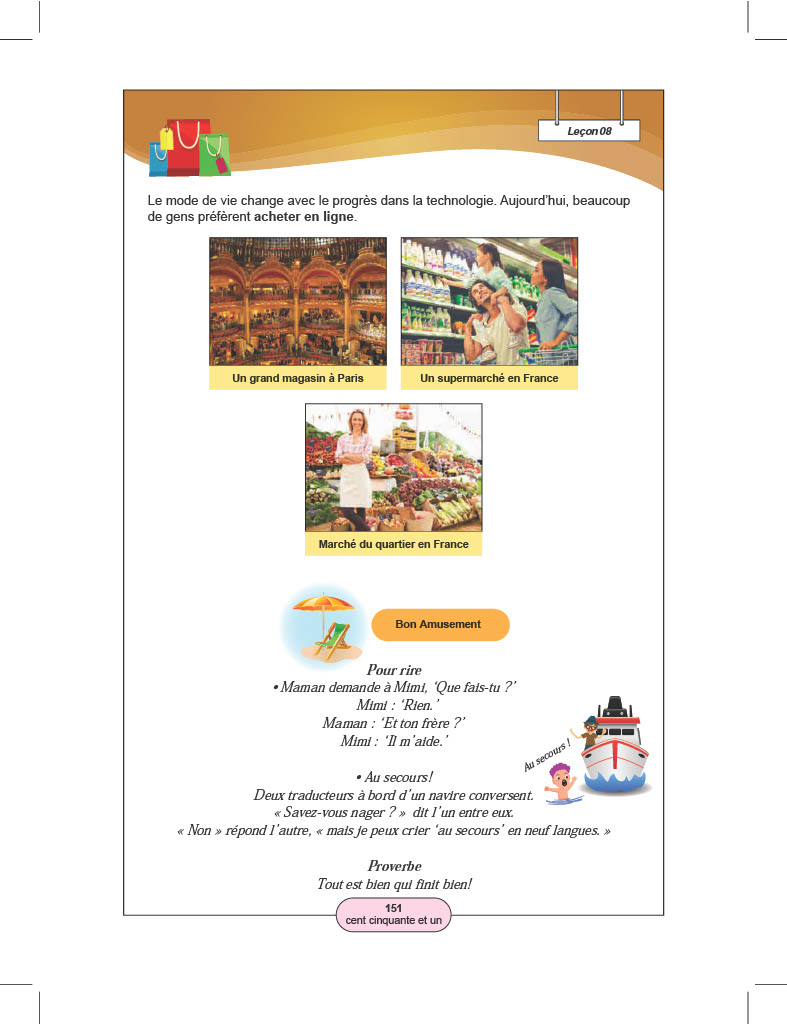 Leçon 08
Le mode de vie change avec le progrès dans la technologie. Aujourd’hui, beaucoup
de gens préfèrent acheter en ligne.
Un grand magasin à Paris
Un supermarché en France
Marché du quartier en France
Bon Amusement
Pour rire
• Maman demande à Mimi, ‘Que fais-tu ?’
Mimi : ‘Rien.’
Maman : ‘Et ton frère ?’
Mimi : ‘Il m’aide.’
Au secours !
• Au secours!
Deux traducteurs à bord d’un navire conversent.
« Savez-vous nager ? » dit l’un entre eux.
« Non » répond l’autre, « mais je peux crier ‘au secours’ en neuf langues. »
Proverbe
Tout est bien qui finit bien!
151
cent cinquante et un